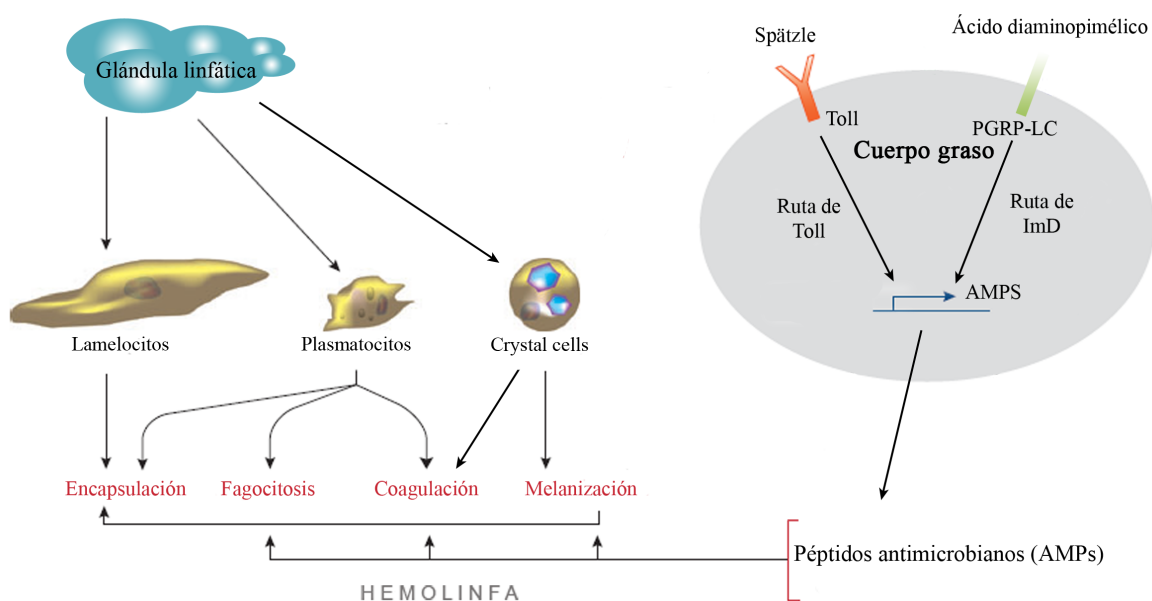 Glándula linfática
Lamelocitos
Plasmatocitos
Crystal cells
Encapsulación
Fagocitosis
Coagulación
Melanización
HEMOLINFA
Spätzle
Ácido diaminopimélico
Toll
PGRP-LC
Cuerpo graso
Ruta de
Toll
Ruta de
ImD
AMPS
Péptidos antimicrobianos (AMPs)